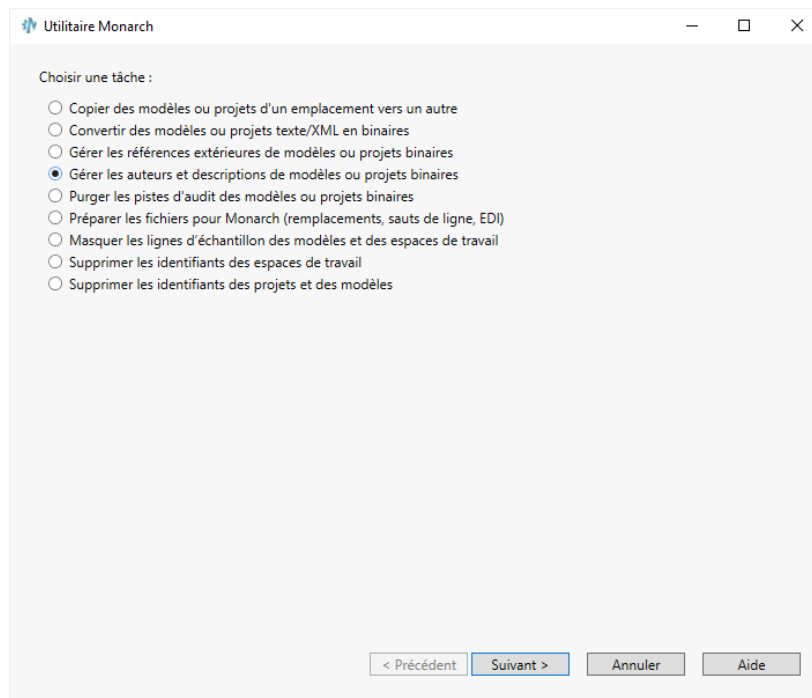 Utilitaire Monarch
Choisir une tâche :
Copier des modèles ou projets d'un emplacement vers un autre
Convertir des modèles ou projets texte/XML en binaires
Gérer les références extérieures de modèles ou projets binaires
Gérer les auteurs et descriptions de modèles ou projets binaires
Purger les pistes d'audit des modèles ou projets binaires
Préparer les fichiers pour Monarch (remplacements, sauts de ligne, EDI)
Masquer les lignes d’échantillon des modèles et des espaces de travail
Supprimer les identifiants des espaces de travail
Supprimer les identifiants des projets et des modèles
< Précédent Suivant > Annuler Aide